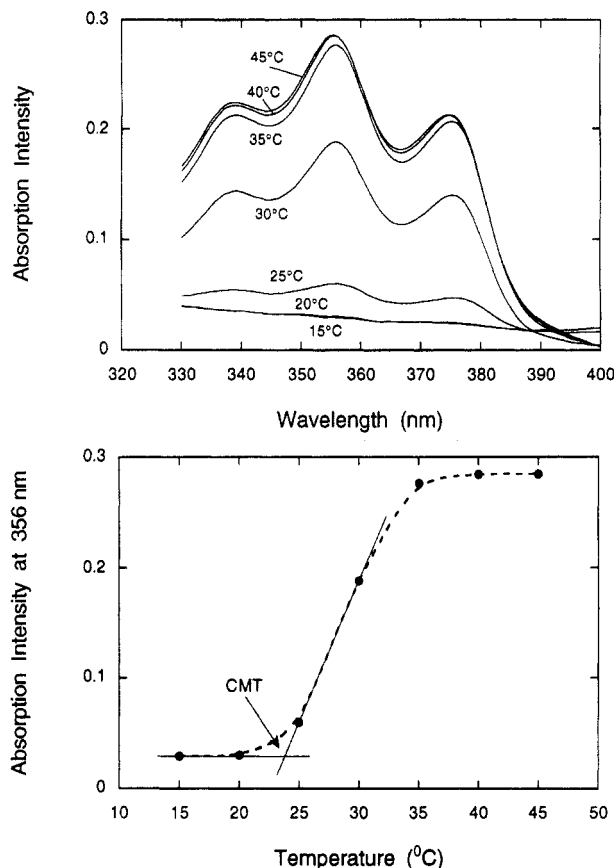 0.3
0.2
0.1
0
Absorption Intensity
45°C
40°C
35°C
30°C
25°C
20°C
15°C
320 330 340 350 360 370 380 390 400
Wavelength (nm)
0.3
0.2
0.1
0
Absorption Intensity at 356 nm
CMT
10 15 20 25 30 35 40 45 50
Temperature (⁰C)